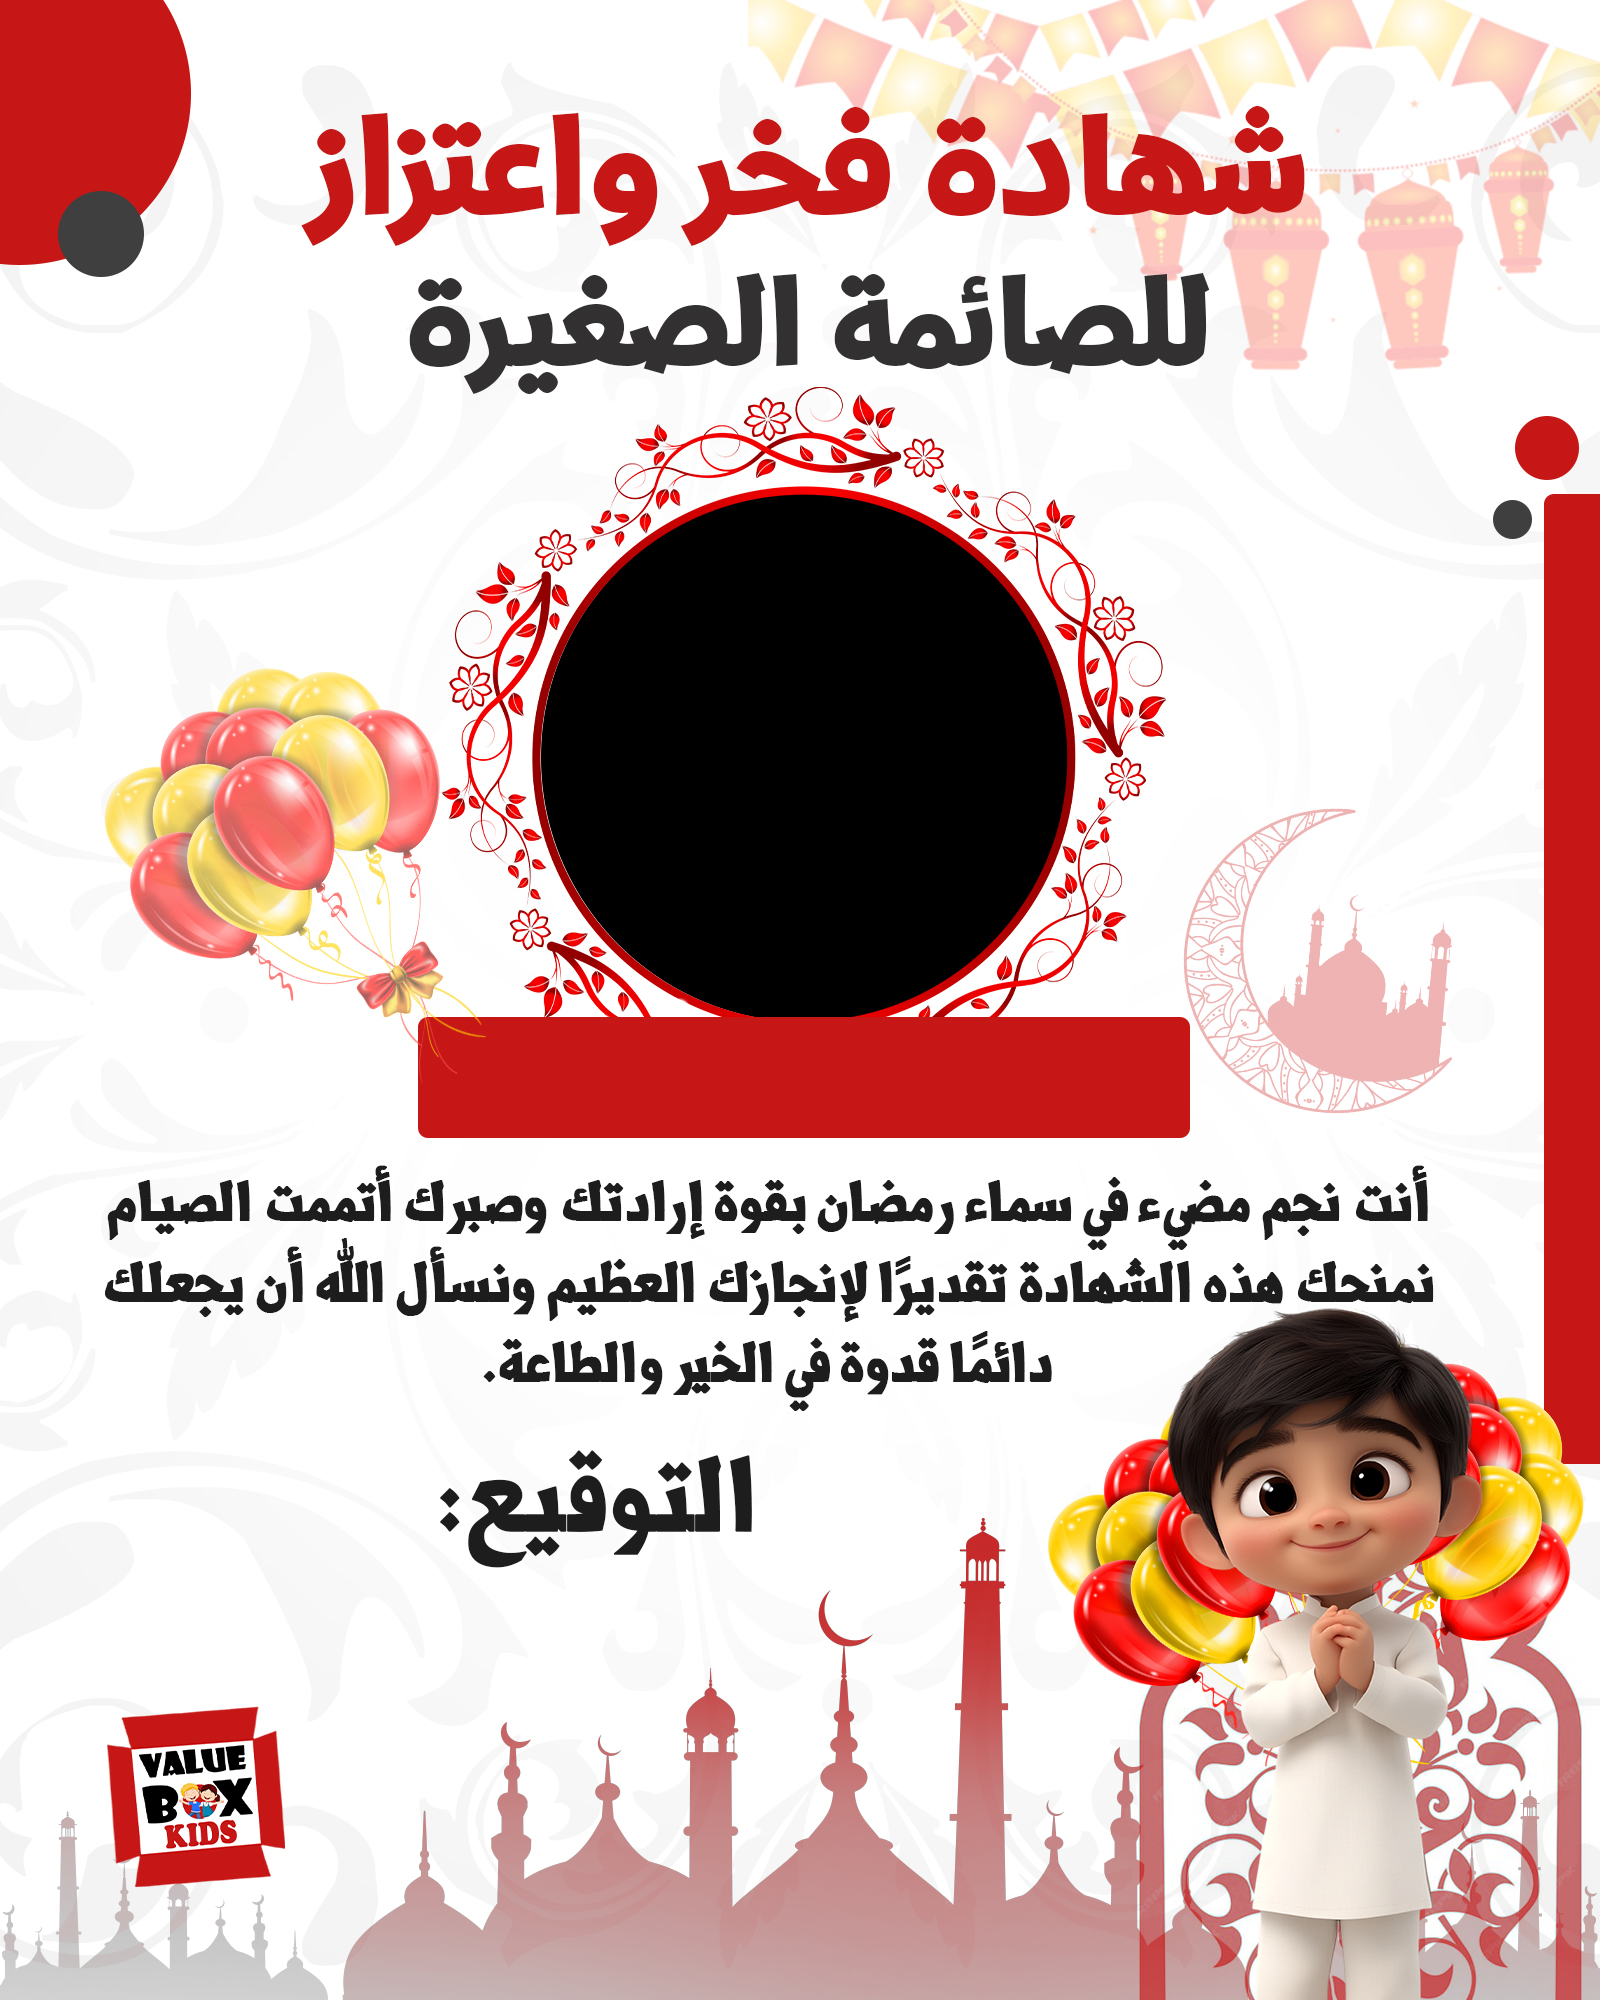 شهادة فخر واعتزاز
للصائمة الصغيرة
أنت نجم مضيء في سماء رمضان بقوة إرادتك وصبرك أتممت الصيام
نمنحك هذه الشهادة تقديرًا لإنجازك العظيم ونسأل الله أن يجعلك
دائمًا قدوة في الخير والطاعة.
التوقيع:
VALUE
BOX
KIDS